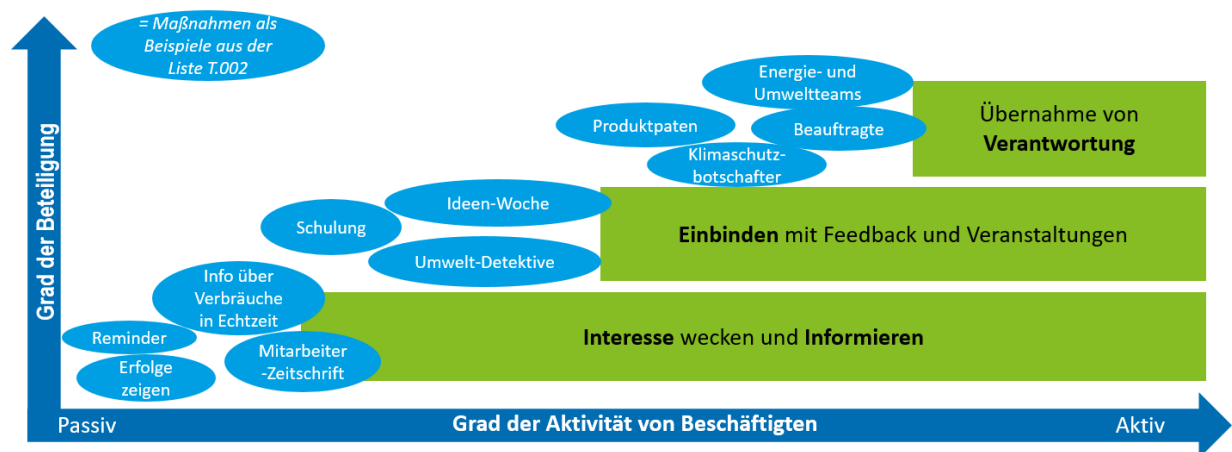 = Maßnahmen als
Beispiele aus der
Liste T.002
Energie- und
Umweltteams
Produktpaten
Beauftragte
Klimaschutz-
botschafter
Übernahme von
Verantwortung
Ideen-Woche
Schulung
Umwelt-Detektive
Einbinden mit Feedback und Veranstaltungen
Info über
Verbräuche
in Echtzeit
Reminder
Mitarbeiter
-Zeitschrift
Erfolge
zeigen
Interesse wecken und Informieren
Grad der Beteiligung
Passiv
Grad der Aktivität von Beschäftigten
Aktiv